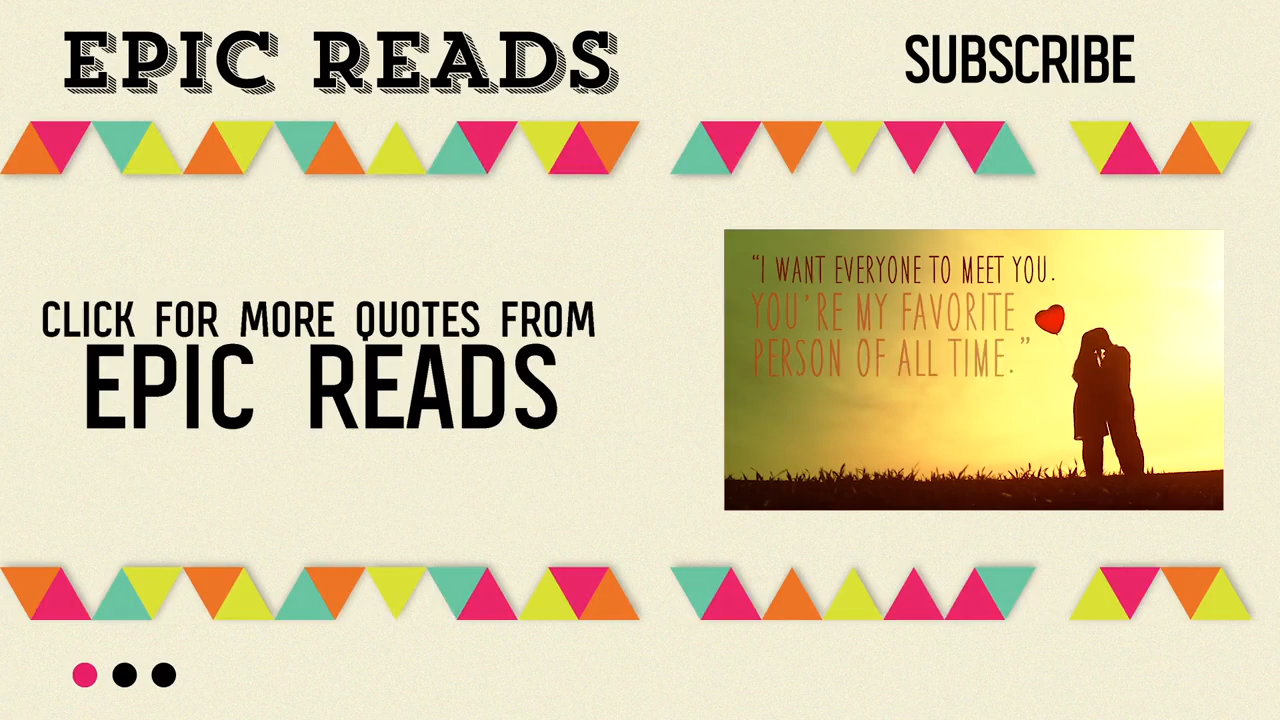 EPIC READS
SUBSCRIBE
CLICK FOR MORE QUOTES FROM
EPIC READS
“I WANT EVERYONE TO MEET YOU.
YOU’RE MY FAVORITE
PERSON OF ALL TIME.”